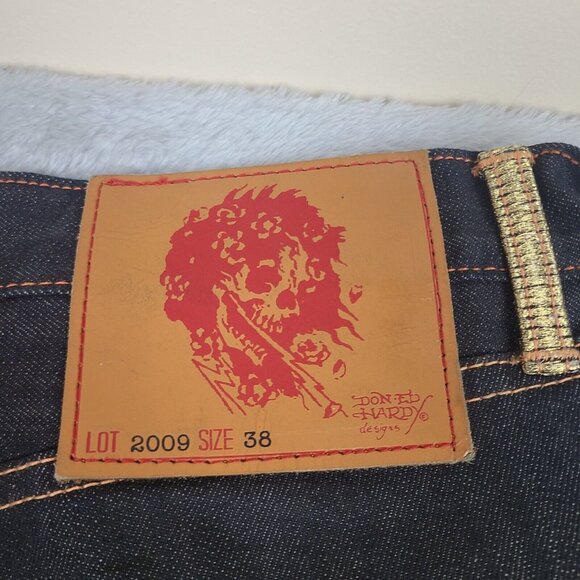 DON·ED
HARDY®
designs
LOT 2009 SIZE 38